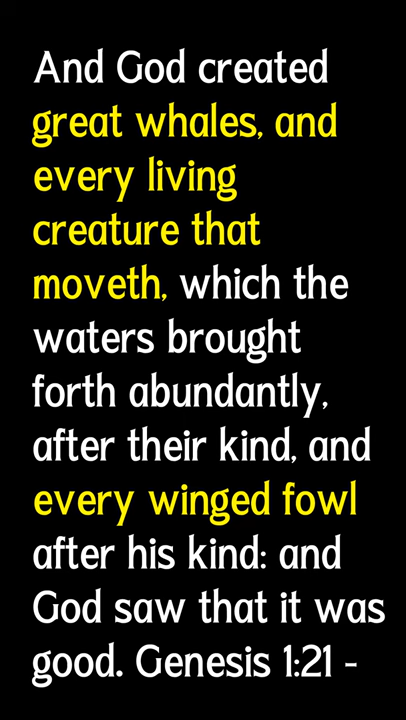 And God created
great whales, and
every living
creature that
moveth, which the
waters brought
forth abundantly,
after their kind, and
every winged fowl
after his kind: and
God saw that it was
good. Genesis 1:21 -